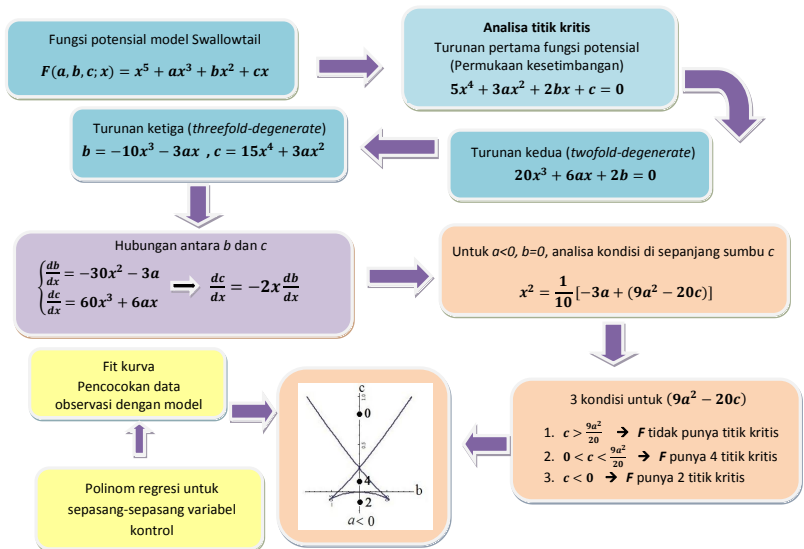 Fungsi potensial model Swallowtail
F(a, b, c; x) = x⁵ + ax³ + bx² + cx
Analisa titik kritis
Turunan pertama fungsi potensial
(Permukaan kesetimbangan)
5x⁴ + 3ax² + 2bx + c = 0
Turunan kedua (twofold-degenerate)
20x³ + 6ax + 2b = 0
Turunan ketiga (threefold-degenerate)
b = −10x³ − 3ax , c = 15x⁴ + 3ax²
Hubungan antara b dan c
{db/dx = −30x² − 3a
{dc/dx = 60x³ + 6ax
dc/dx = −2x db/dx
Untuk a<0, b=0, analisa kondisi di sepanjang sumbu c
x² = 1/10 [−3a + (9a² − 20c)]
3 kondisi untuk (9a² − 20c)
1. c > 9a²/20 → F tidak punya titik kritis
2. 0 < c < 9a²/20 → F punya 4 titik kritis
3. c < 0 → F punya 2 titik kritis
c
0
4
b
2
a < 0
Fit kurva
Pencocokan data
observasi dengan model
Polinom regresi untuk
sepasang-sepasang variabel
kontrol